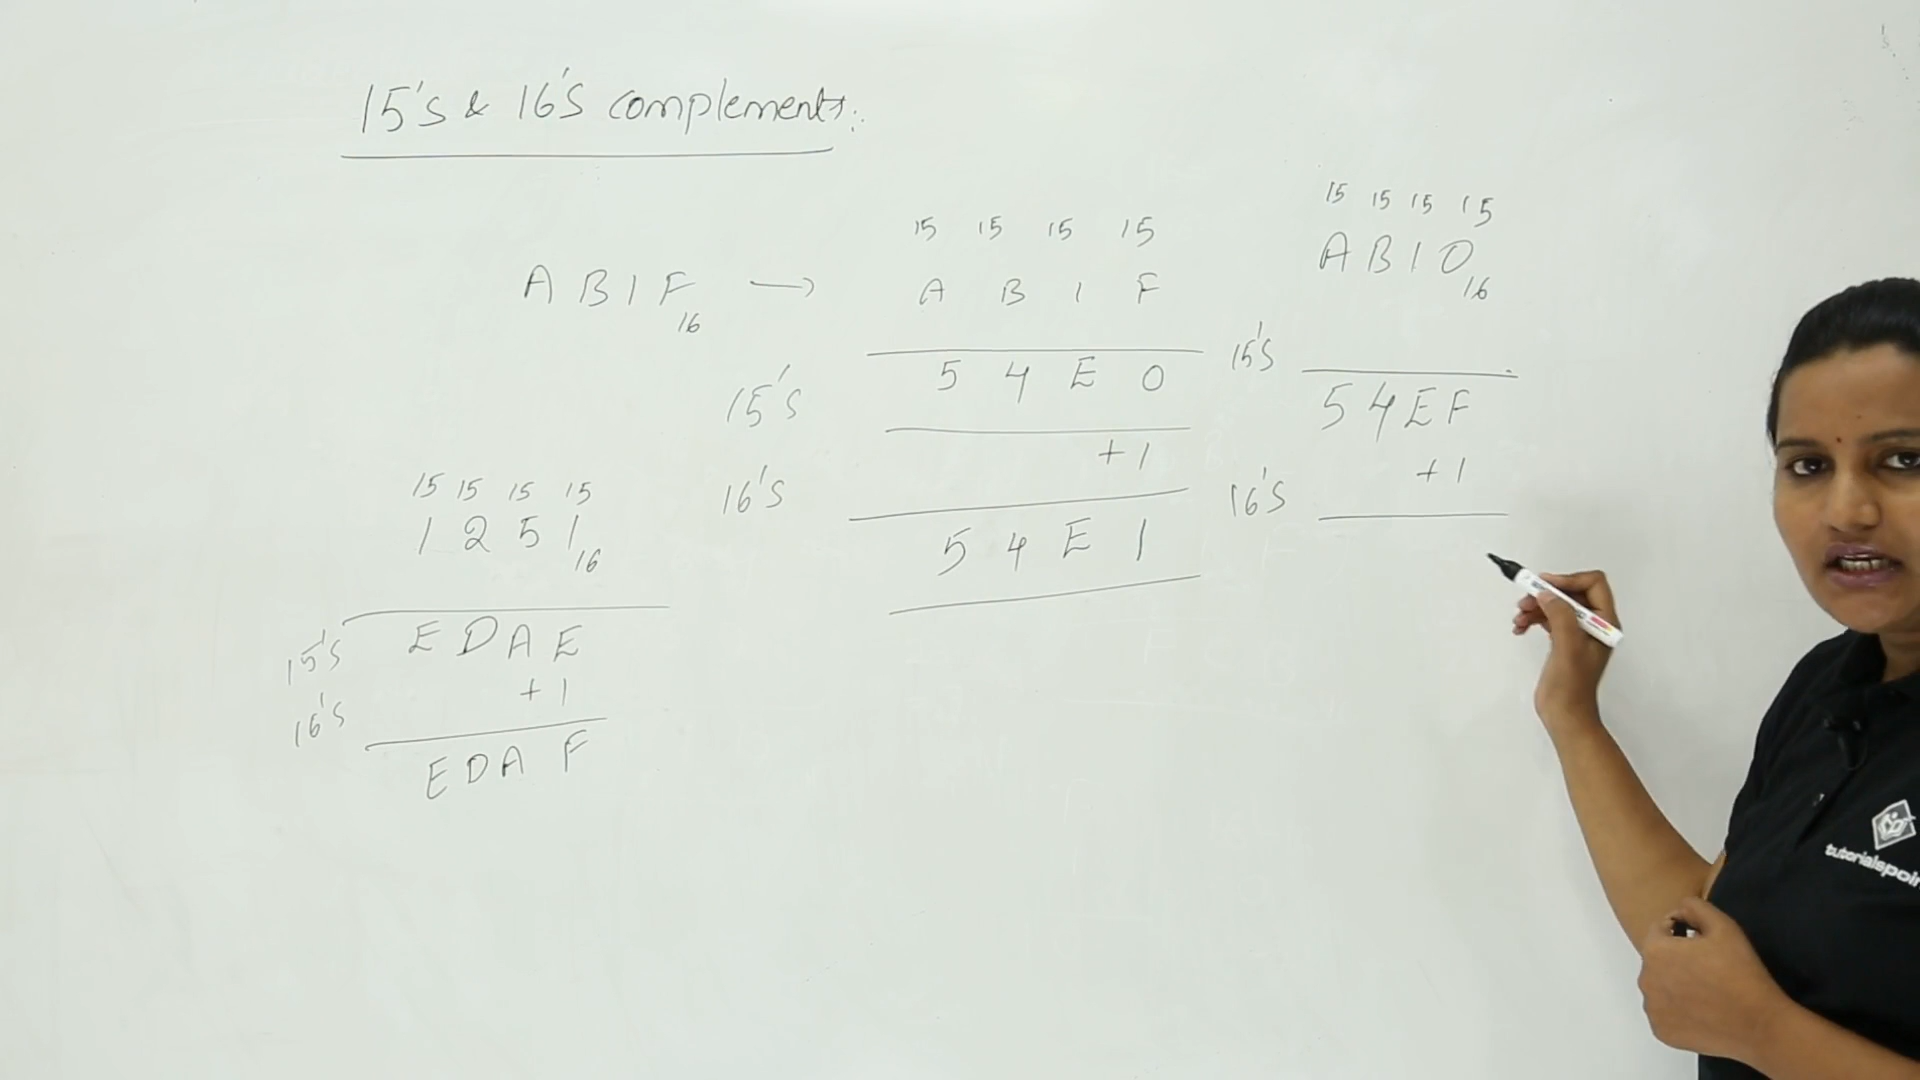 15's & 16's complements:
15 15 15 15
A B 1 F 16 → A B 1 F
15's 5 4 E 0
+ 1
16's
5 4 E 1
15 15 15 15
A B 1 0 16
15's
5 4 E F
+ 1
16's
15 15 15 15
1 2 5 1 16
15's E D A E
+ 1
16's
E D A F
tutorialspoin